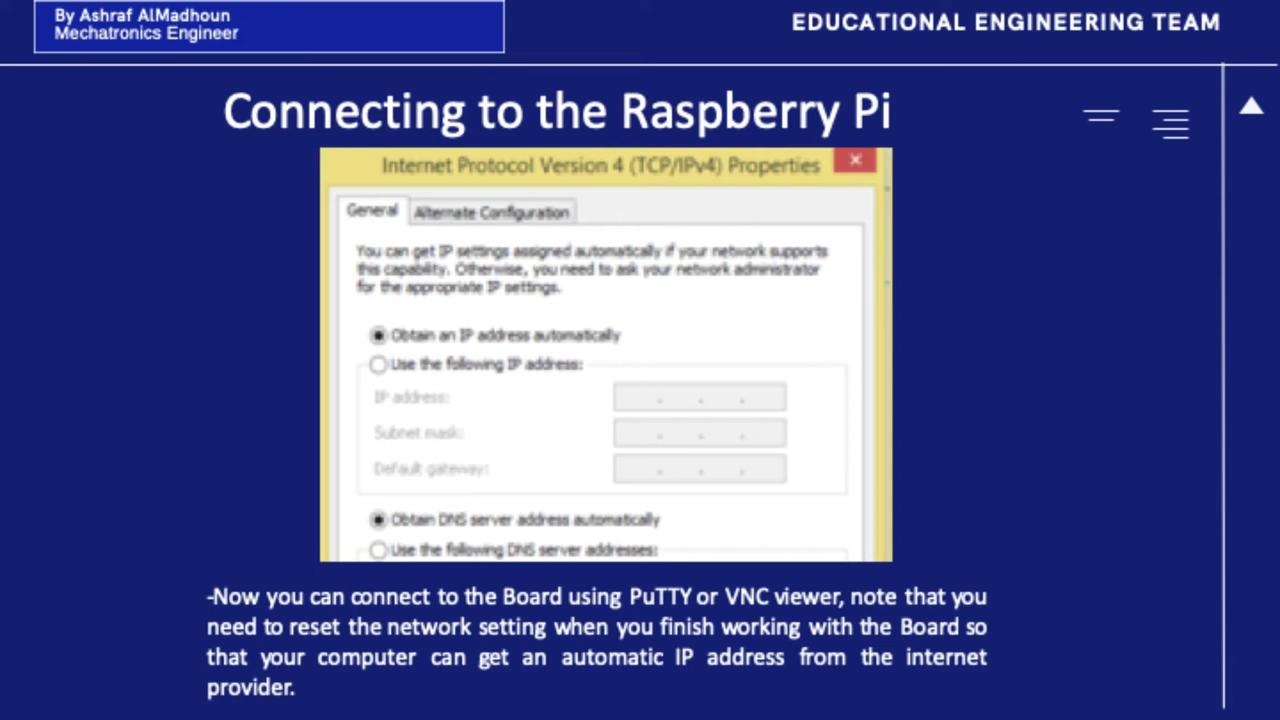 By Ashraf AlMadhoun
Mechatronics Engineer
EDUCATIONAL ENGINEERING TEAM
Connecting to the Raspberry Pi
Internet Protocol Version 4 (TCP/IPv4) Properties
General
Alternate Configuration
You can get IP settings assigned automatically if your network supports
this capability. Otherwise, you need to ask your network administrator
for the appropriate IP settings.
Obtain an IP address automatically
Use the following IP address:
IP address:
Subnet mask:
Default gateway:
Obtain DNS server address automatically
Use the following DNS server addresses:
-Now you can connect to the Board using PuTTY or VNC viewer, note that you
need to reset the network setting when you finish working with the Board so
that your computer can get an automatic IP address from the internet
provider.